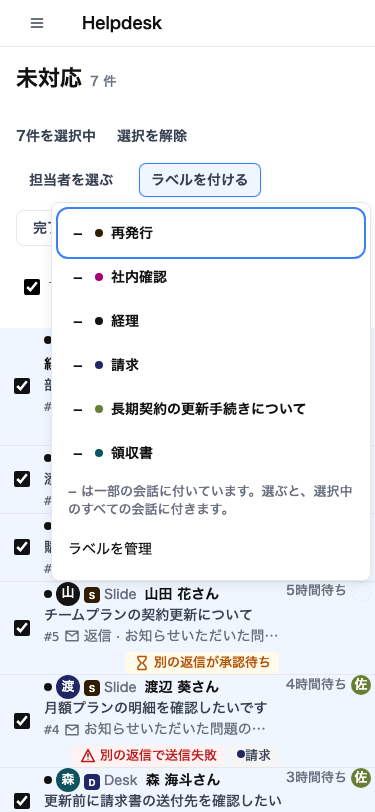 Helpdesk
未対応 7 件
7件を選択中 選択を解除
担当者を選ぶ ラベルを付ける
– 再発行
– 社内確認
– 経理
– 請求
– 長期契約の更新手続きについて
– 領収書
– は一部の会話に付いています。選ぶと、選択中
のすべての会話に付きます。
ラベルを管理
山 S Slide 山田 花さん 5時間待ち
チームプランの契約更新について
#5 返信 · お知らせいただいた問…
別の返信が承認待ち
渡 S Slide 渡辺 葵さん 4時間待ち 佐
月額プランの明細を確認したいです
#4 お知らせいただいた問題の…
別の返信で送信失敗 請求
森 D Desk 森 海斗さん 3時間待ち 佐
更新前に請求書の送付先を確認したい